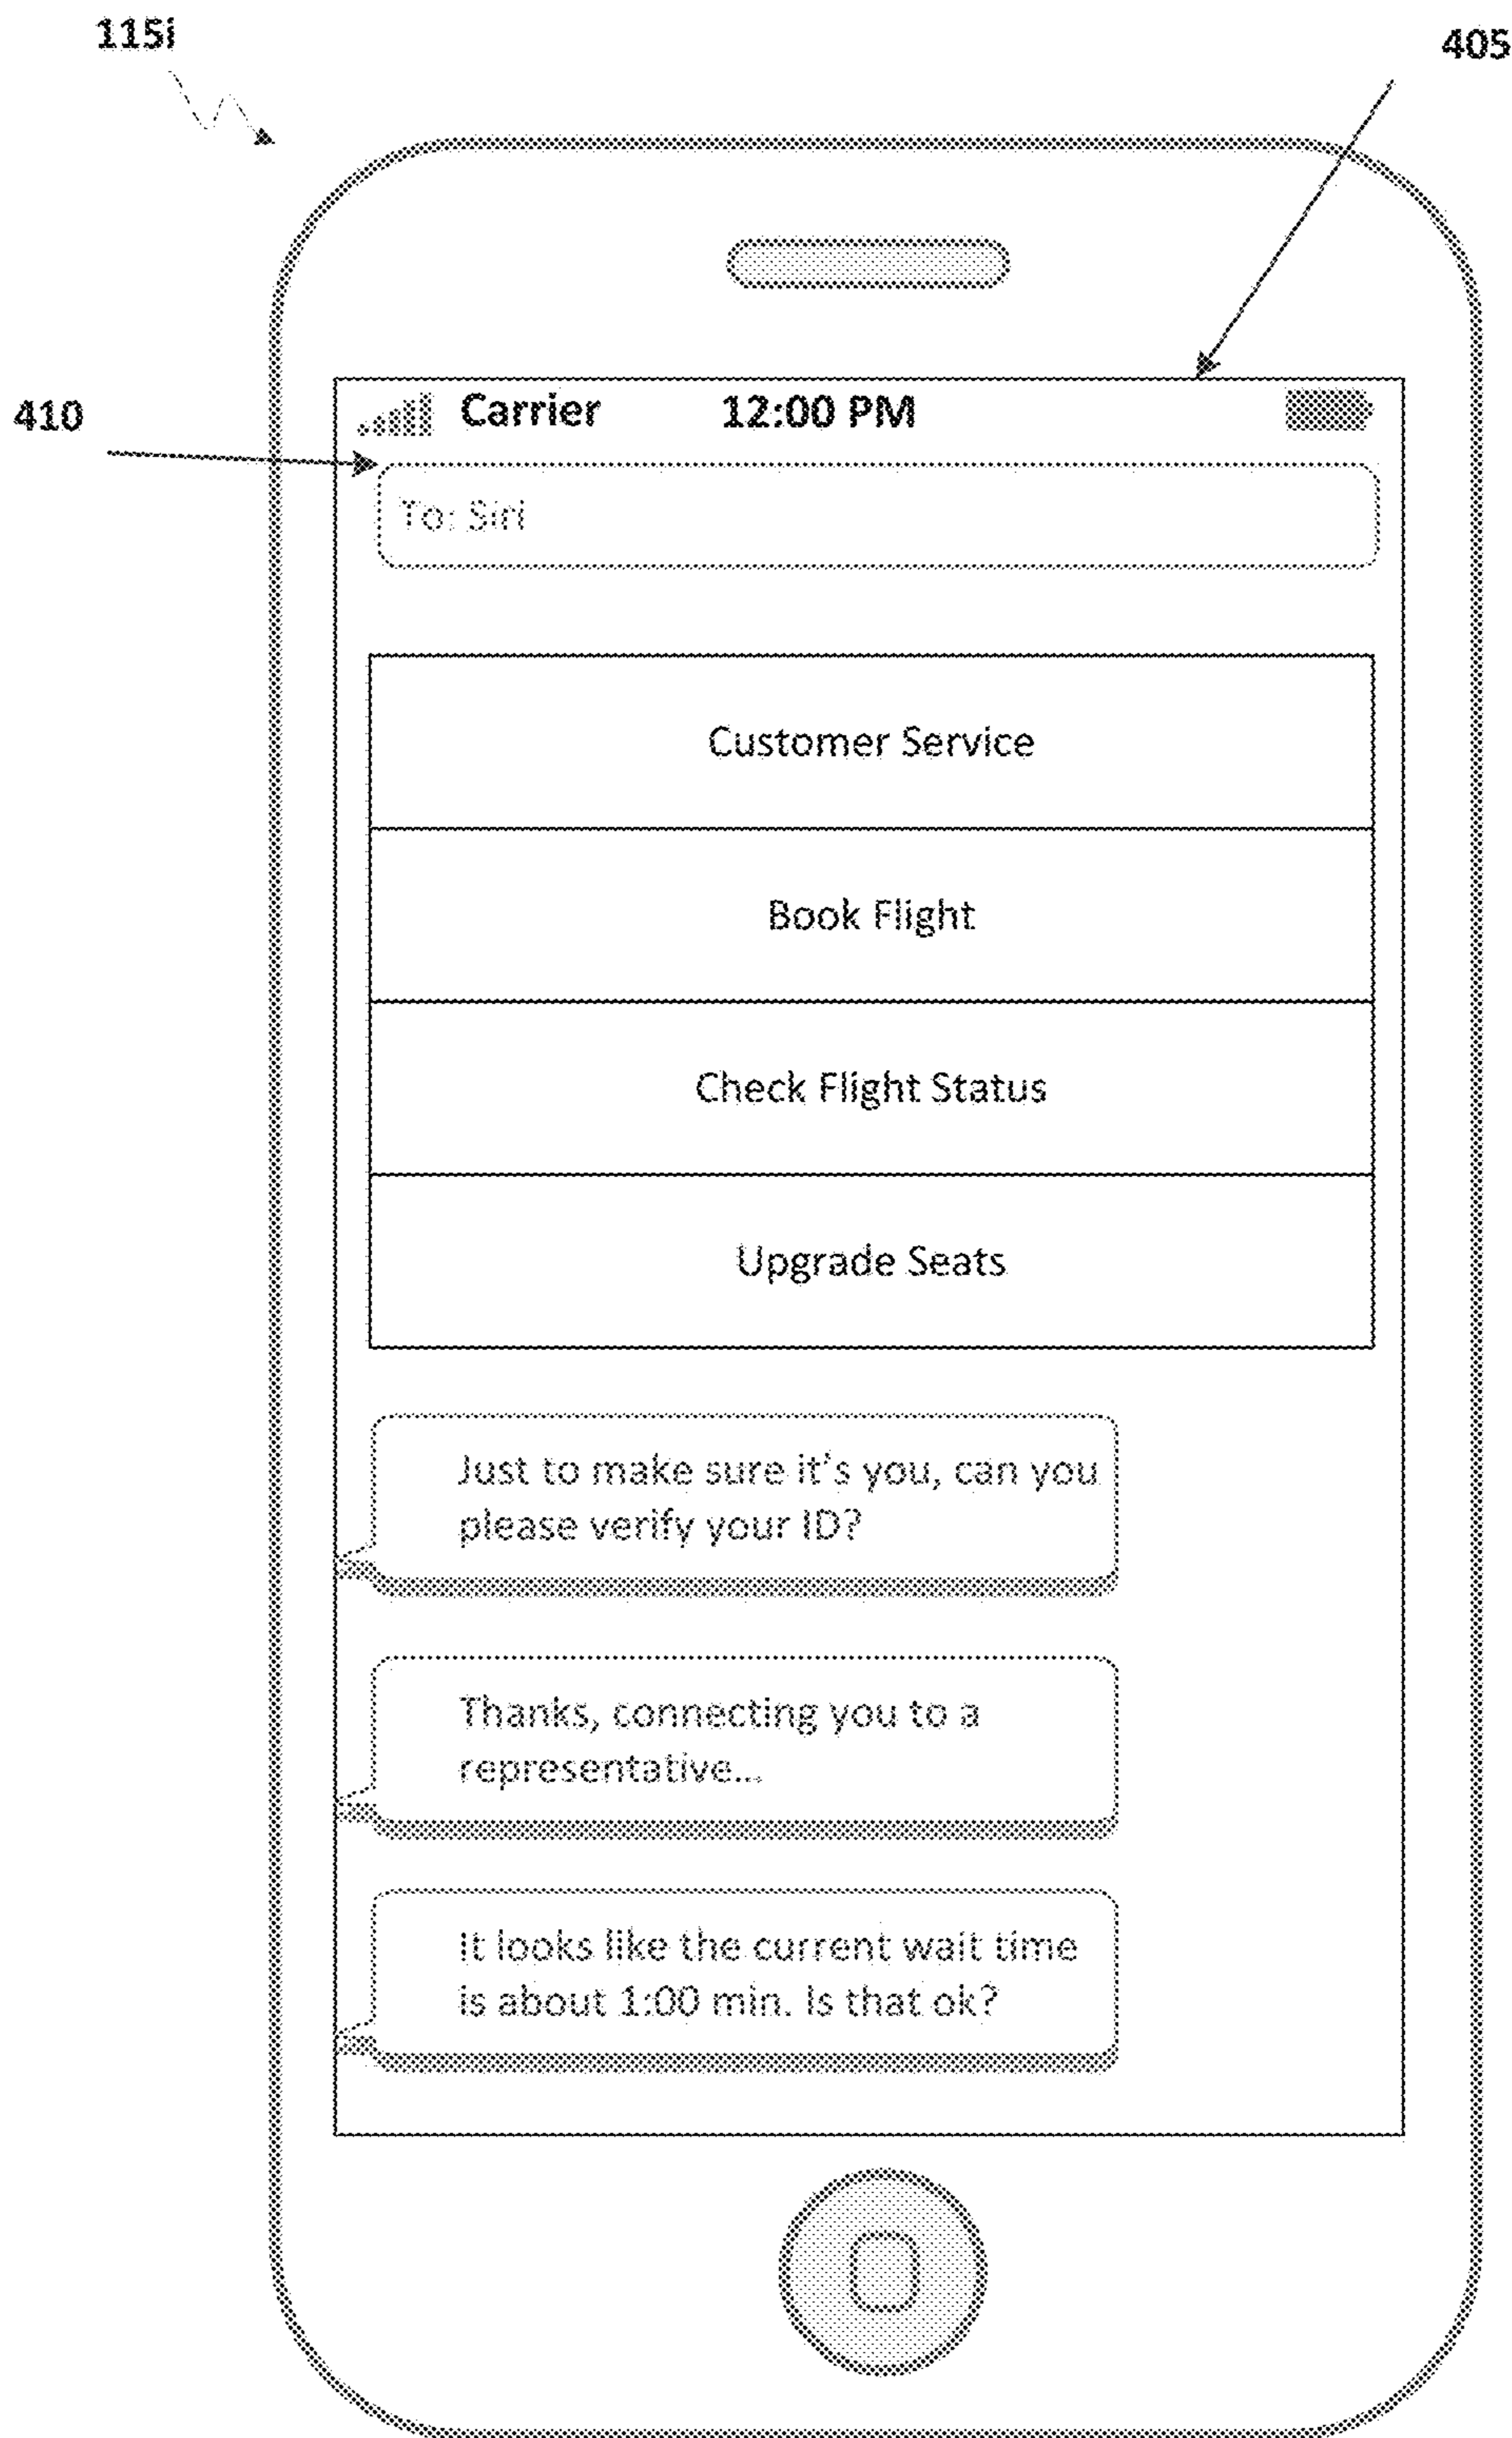 115i
405
410
Carrier 12:00 PM
To: Siri
Customer Service
Book Flight
Check Flight Status
Upgrade Seats
Just to make sure it's you, can you
please verify your ID?
Thanks, connecting you to a
representative...
It looks like the current wait time
is about 1:00 min. Is that ok?